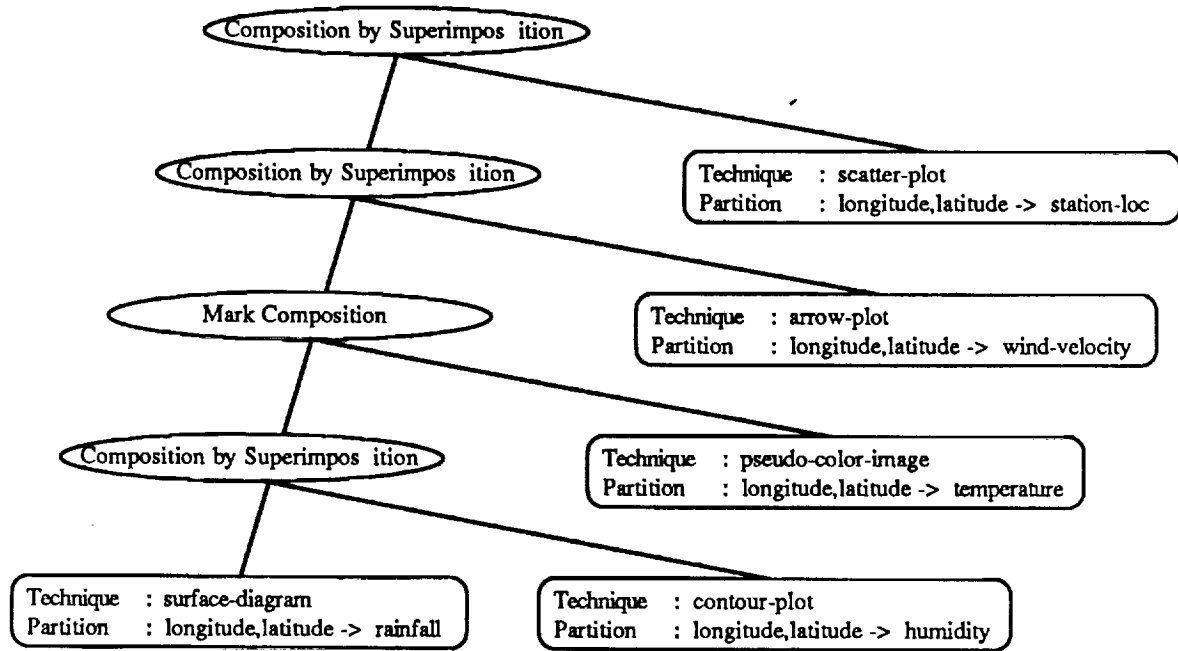 Composition by Superimpos ition
Composition by Superimpos ition
Technique : scatter-plot
Partition : longitude,latitude -> station-loc
Mark Composition
Technique : arrow-plot
Partition : longitude,latitude -> wind-velocity
Composition by Superimpos ition
Technique : pseudo-color-image
Partition : longitude,latitude -> temperature
Technique : surface-diagram
Partition : longitude,latitude -> rainfall
Technique : contour-plot
Partition : longitude,latitude -> humidity